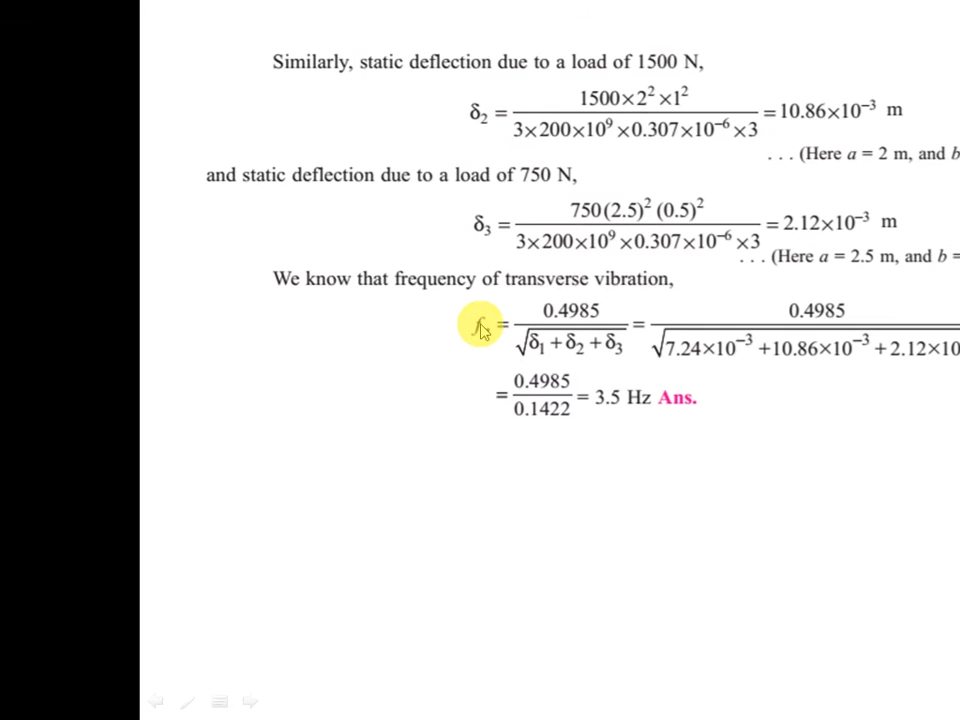 Similarly, static deflection due to a load of 1500 N,
δ₂ = 1500×2²×1² / 3×200×10⁹×0.307×10⁻⁶×3 = 10.86×10⁻³ m
. . . (Here a = 2 m, and b
and static deflection due to a load of 750 N,
δ₃ = 750(2.5)² (0.5)² / 3×200×10⁹×0.307×10⁻⁶×3 = 2.12×10⁻³ m
. . . (Here a = 2.5 m, and b =
We know that frequency of transverse vibration,
f = 0.4985 / √δ₁ + δ₂ + δ₃ = 0.4985 / √7.24×10⁻³ +10.86×10⁻³ + 2.12×10
= 0.4985 / 0.1422 = 3.5 Hz Ans.